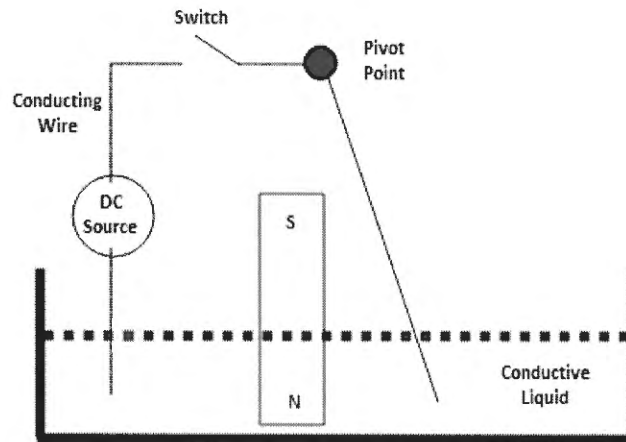 Switch
Pivot
Point
Conducting
Wire
DC
Source
S
N
Conductive
Liquid